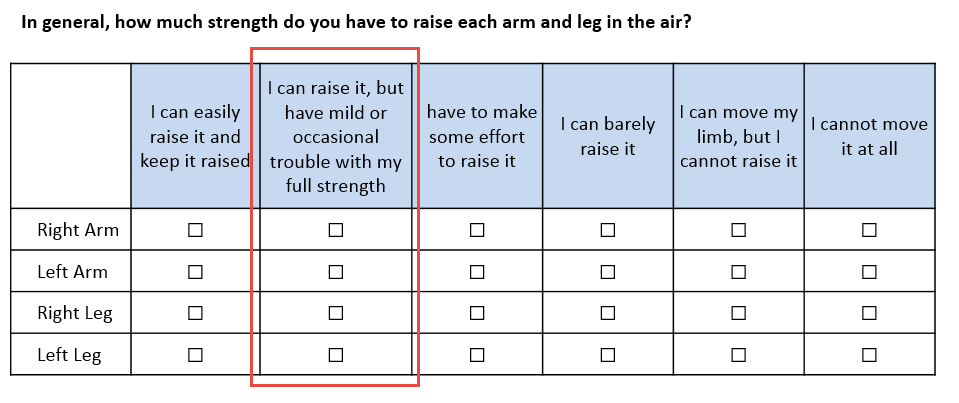 In general, how much strength do you have to raise each arm and leg in the air?
I can easily
raise it and
keep it raised
I can raise it, but
have mild or
occasional
trouble with my
full strength
have to make
some effort
to raise it
I can barely
raise it
I can move my
limb, but I
cannot raise it
I cannot move
it at all
Right Arm
Left Arm
Right Leg
Left Leg